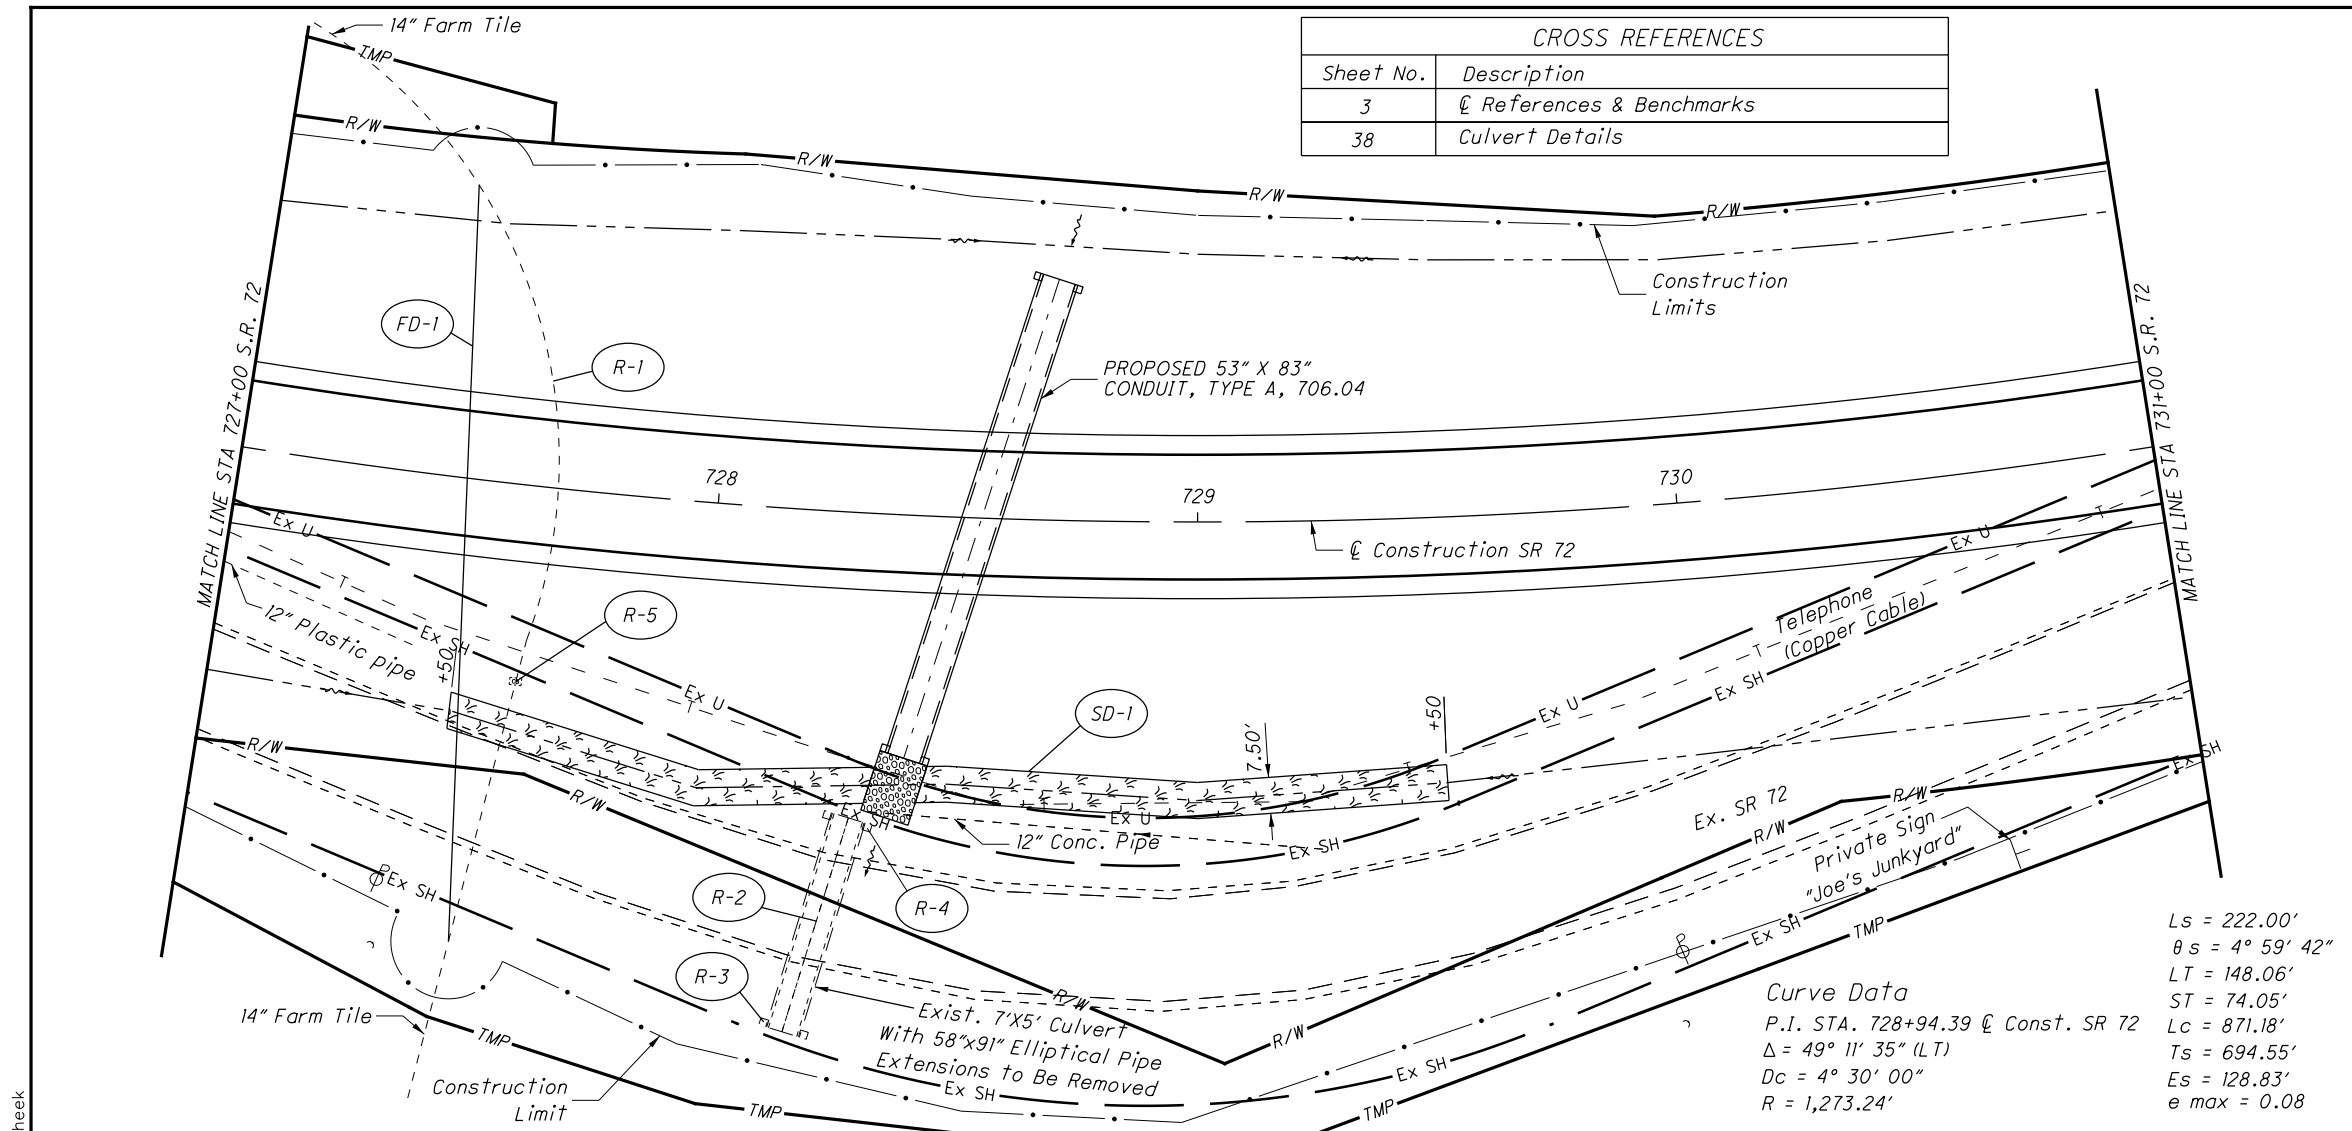 14" Farm Tile
TMP
CROSS REFERENCES
Sheet No. Description
3 ℄ References & Benchmarks
38 Culvert Details
R/W
R/W
R/W
R/W
Construction
Limits
MATCH LINE STA 727+00 S.R. 72
MATCH LINE STA 731+00 S.R. 72
FD-1
R-1
PROPOSED 53" X 83"
CONDUIT, TYPE A, 706.04
728
729
730
℄ Construction SR 72
Ex U
Ex U
T
T
12" Plastic pipe
Ex SH
+50
R-5
Telephone
(Copper Cable)
T
Ex U
T
Ex U
Ex SH
SD-1
7.50'
+50
T
T
R/W
R/W
Ex SH
Ex U
12" Conc. Pipe
Ex SH
Ex. SR 72
R/W
R/W
Ex SH
Private Sign
"Joe's Junkyard"
P
Ex SH
R-2
R-4
R-3
P
Ex SH
TMP
14" Farm Tile
TMP
R/W
R/W
Exist. 7'X5' Culvert
With 58"x91" Elliptical Pipe
Extensions to Be Removed
Ex SH
Ex SH
Construction
Limit
TMP
TMP
Curve Data
P.I. STA. 728+94.39 ℄ Const. SR 72
Δ = 49° 11' 35" (LT)
Dc = 4° 30' 00"
R = 1,273.24'
Ls = 222.00'
θ s = 4° 59' 42"
LT = 148.06'
ST = 74.05'
Lc = 871.18'
Ts = 694.55'
Es = 128.83'
e max = 0.08